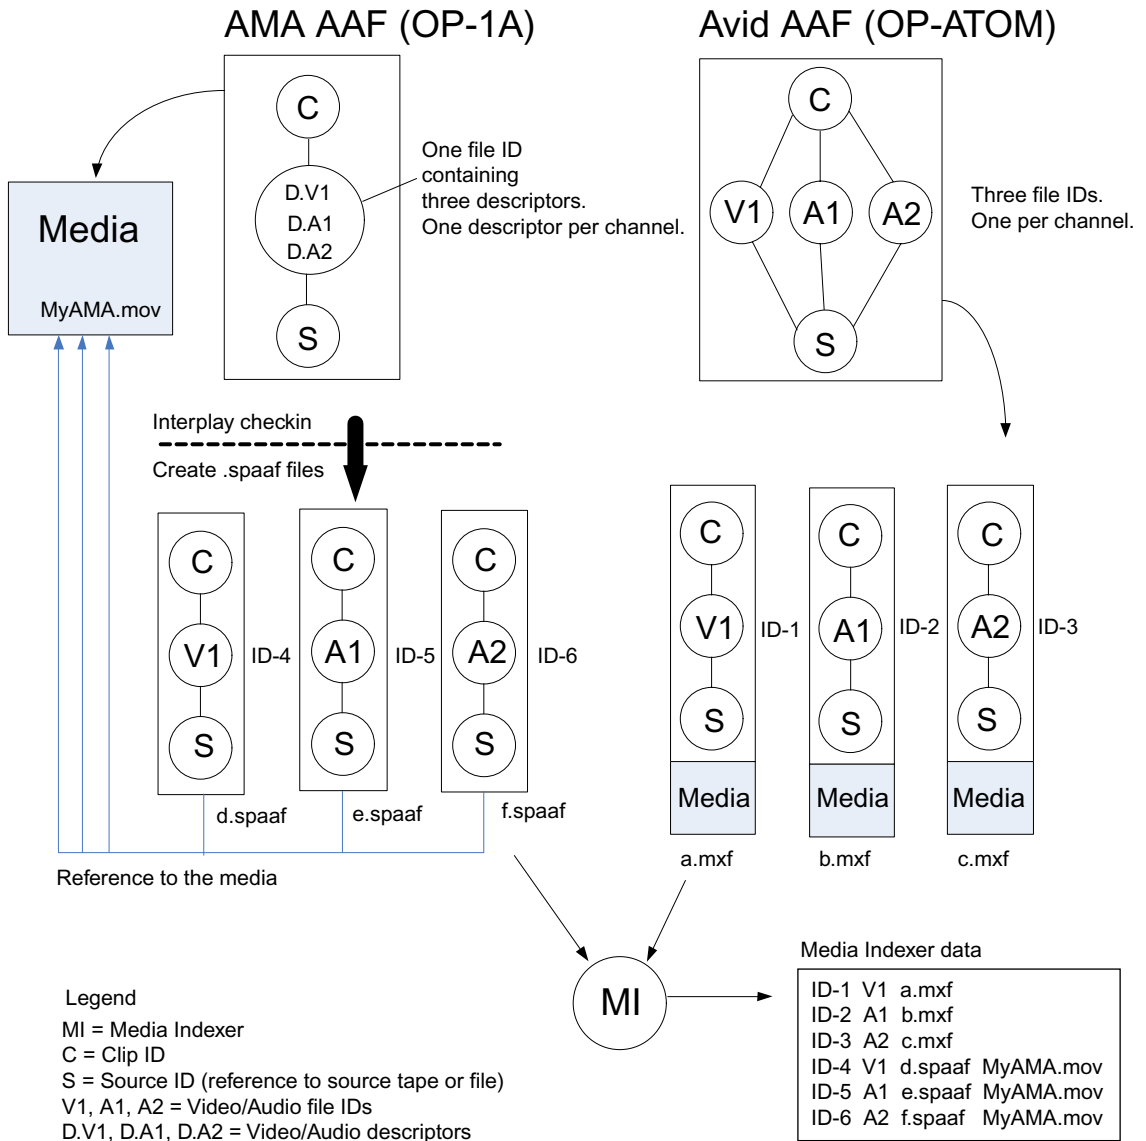 AMA AAF (OP-1A)
Avid AAF (OP-ATOM)
C
D.V1
D.A1
D.A2
S
One file ID
containing
three descriptors.
One descriptor per channel.
Media
MyAMA.mov
C
V1
A1
A2
S
Three file IDs.
One per channel.
Interplay checkin
Create .spaaf files
C
V1
S
ID-4
d.spaaf
C
A1
S
ID-5
e.spaaf
C
A2
S
ID-6
f.spaaf
Reference to the media
C
V1
S
Media
ID-1
a.mxf
C
A1
S
Media
ID-2
b.mxf
C
A2
S
Media
ID-3
c.mxf
MI
Media Indexer data
ID-1 V1 a.mxf
ID-2 A1 b.mxf
ID-3 A2 c.mxf
ID-4 V1 d.spaaf MyAMA.mov
ID-5 A1 e.spaaf MyAMA.mov
ID-6 A2 f.spaaf MyAMA.mov
Legend
MI = Media Indexer
C = Clip ID
S = Source ID (reference to source tape or file)
V1, A1, A2 = Video/Audio file IDs
D.V1, D.A1, D.A2 = Video/Audio descriptors